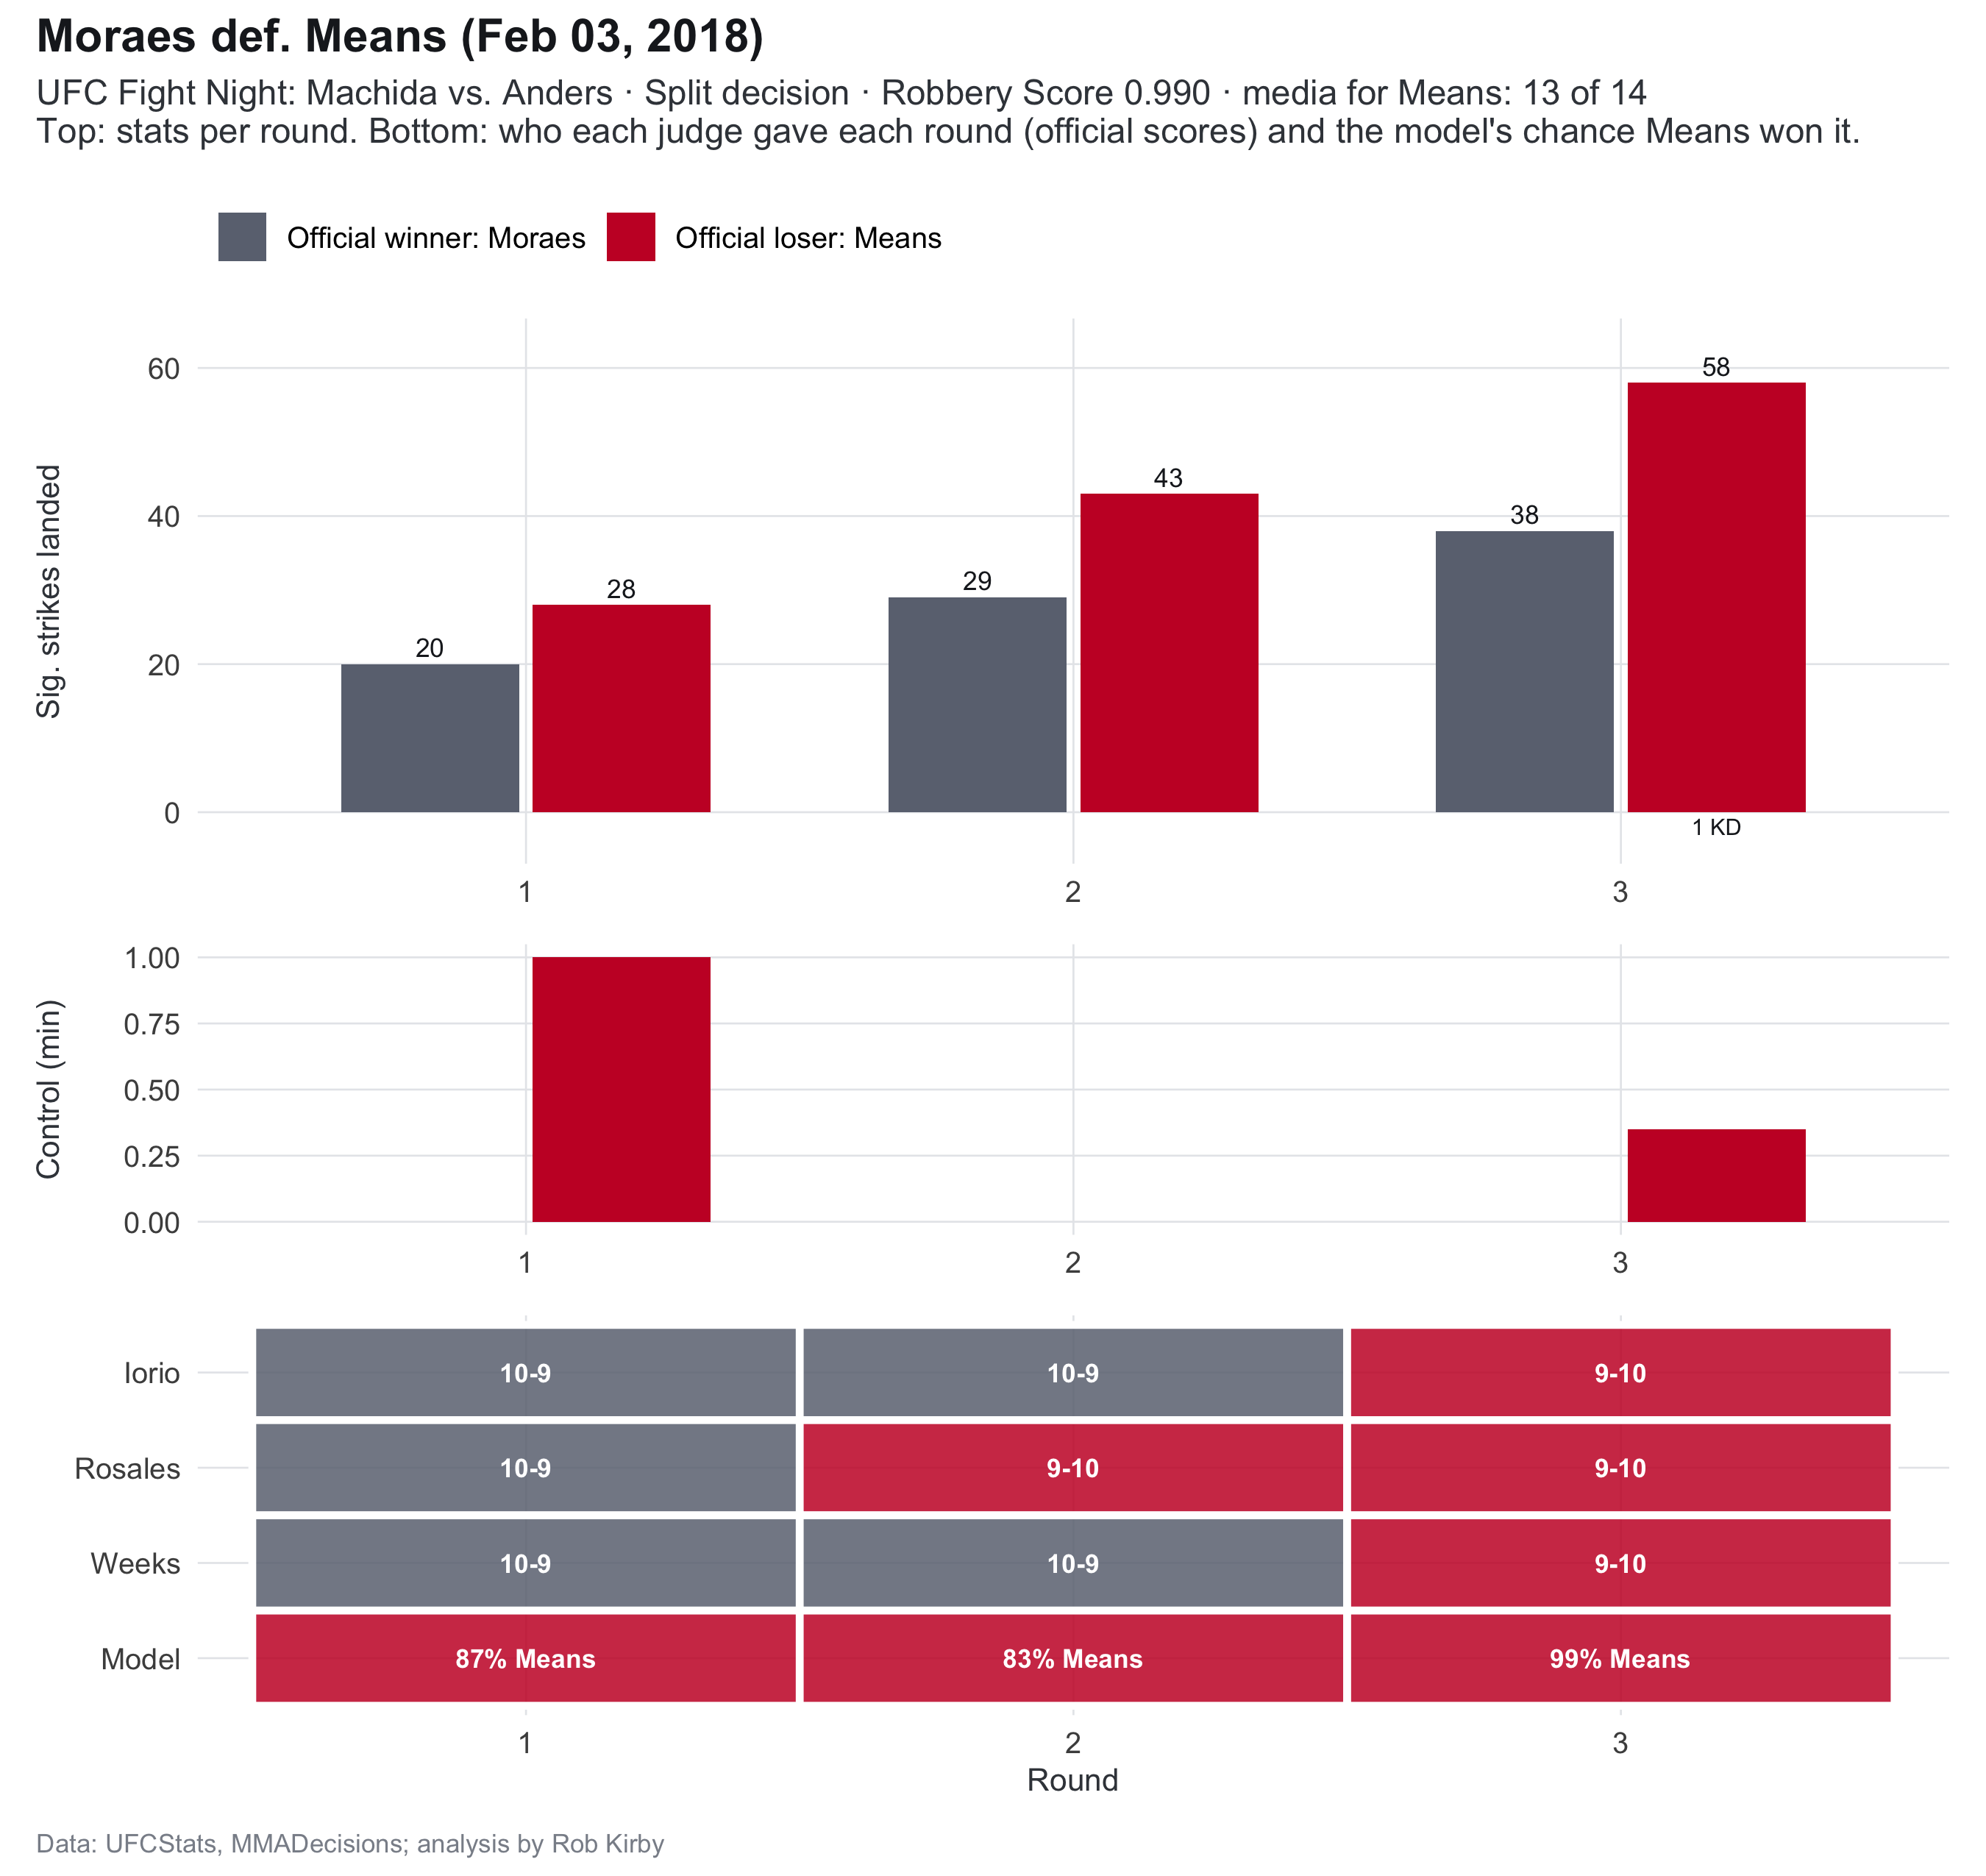 Moraes def. Means (Feb 03, 2018)
UFC Fight Night: Machida vs. Anders · Split decision · Robbery Score 0.990 · media for Means: 13 of 14
Top: stats per round. Bottom: who each judge gave each round (official scores) and the model's chance Means won it.
Official winner: Moraes Official loser: Means
Sig. strikes landed
60
40
20
0
20 28 29 43 38 58
1 KD
1 2 3
Control (min)
1.00
0.75
0.50
0.25
0.00
1 2 3
Iorio 10-9 10-9 9-10
Rosales 10-9 9-10 9-10
Weeks 10-9 10-9 9-10
Model 87% Means 83% Means 99% Means
1 2 3
Round
Data: UFCStats, MMADecisions; analysis by Rob Kirby